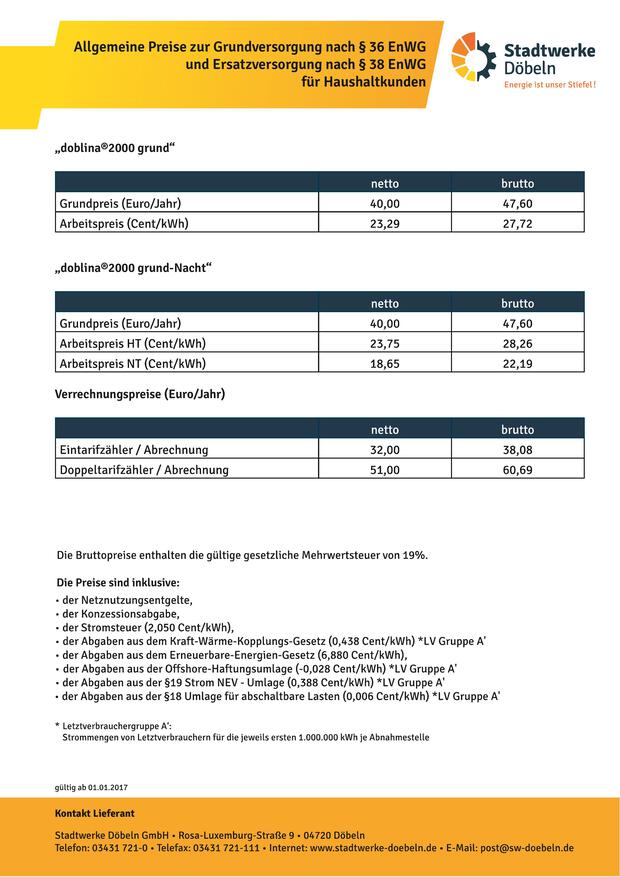 Allgemeine Preise zur Grundversorgung nach § 36 EnWG
und Ersatzversorgung nach § 38 EnWG
für Haushaltkunden
Stadtwerke
Döbeln
Energie ist unser Stiefel!
„doblina®2000 grund“
netto brutto
Grundpreis (Euro/Jahr) 40,00 47,60
Arbeitspreis (Cent/kWh) 23,29 27,72
„doblina®2000 grund-Nacht“
netto brutto
Grundpreis (Euro/Jahr) 40,00 47,60
Arbeitspreis HT (Cent/kWh) 23,75 28,26
Arbeitspreis NT (Cent/kWh) 18,65 22,19
Verrechnungspreise (Euro/Jahr)
netto brutto
Eintarifzähler / Abrechnung 32,00 38,08
Doppeltarifzähler / Abrechnung 51,00 60,69
Die Bruttopreise enthalten die gültige gesetzliche Mehrwertsteuer von 19%.
Die Preise sind inklusive:
• der Netznutzungsentgelte,
• der Konzessionsabgabe,
• der Stromsteuer (2,050 Cent/kWh),
• der Abgaben aus dem Kraft-Wärme-Kopplungs-Gesetz (0,438 Cent/kWh) *LV Gruppe A'
• der Abgaben aus dem Erneuerbare-Energien-Gesetz (6,880 Cent/kWh),
• der Abgaben aus der Offshore-Haftungsumlage (-0,028 Cent/kWh) *LV Gruppe A'
• der Abgaben aus der §19 Strom NEV - Umlage (0,388 Cent/kWh) *LV Gruppe A'
• der Abgaben aus der §18 Umlage für abschaltbare Lasten (0,006 Cent/kWh) *LV Gruppe A'
* Letztverbrauchergruppe A':
Strommengen von Letztverbrauchern für die jeweils ersten 1.000.000 kWh je Abnahmestelle
gültig ab 01.01.2017
Kontakt Lieferant
Stadtwerke Döbeln GmbH • Rosa-Luxemburg-Straße 9 • 04720 Döbeln
Telefon: 03431 721-0 • Telefax: 03431 721-111 • Internet: www.stadtwerke-doebeln.de • E-Mail: post@sw-doebeln.de